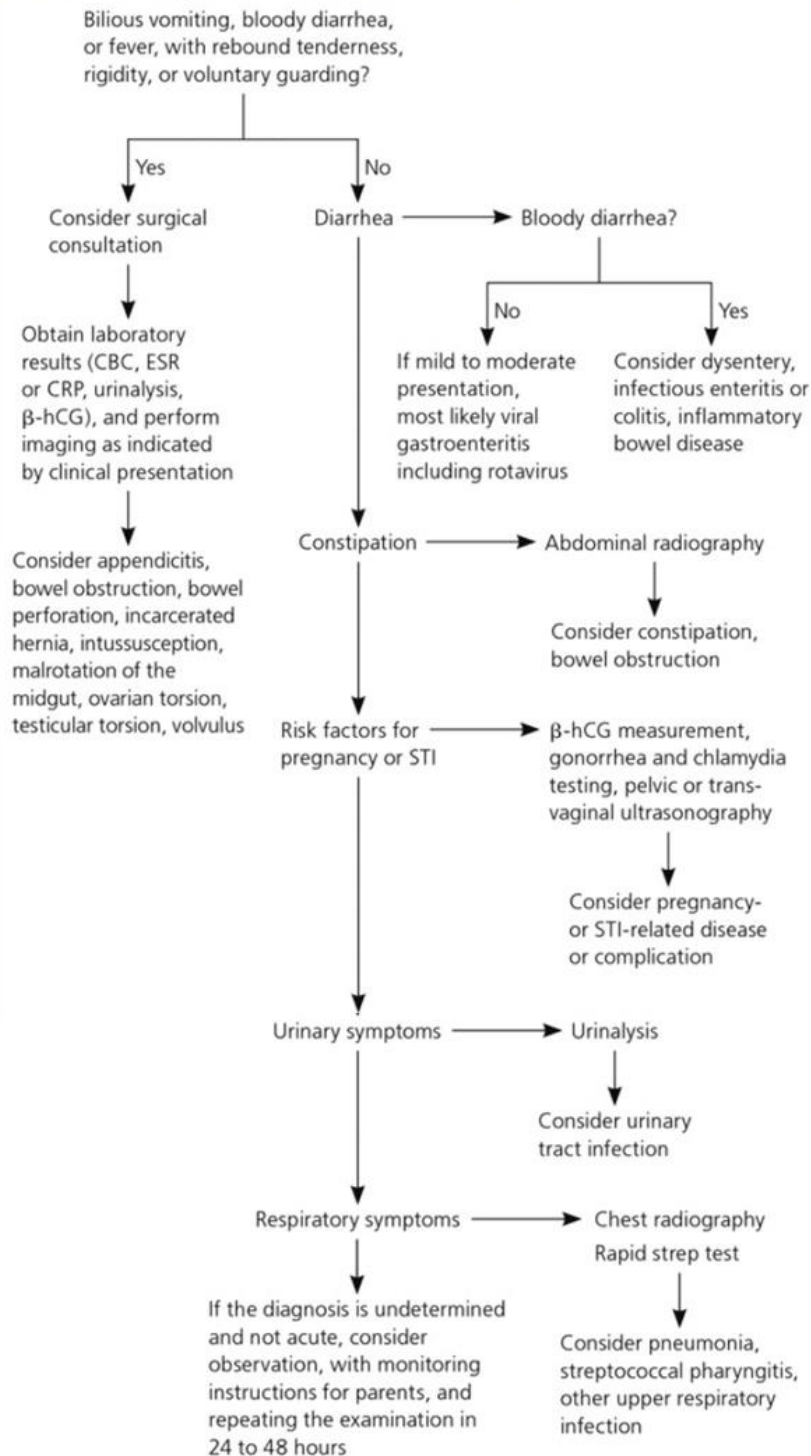 Bilious vomiting, bloody diarrhea,
or fever, with rebound tenderness,
rigidity, or voluntary guarding?
Yes
No
Consider surgical
consultation
Diarrhea
Bloody diarrhea?
No
Yes
Obtain laboratory
results (CBC, ESR
or CRP, urinalysis,
β-hCG), and perform
imaging as indicated
by clinical presentation
If mild to moderate
presentation,
most likely viral
gastroenteritis
including rotavirus
Consider dysentery,
infectious enteritis or
colitis, inflammatory
bowel disease
Constipation
Abdominal radiography
Consider appendicitis,
bowel obstruction, bowel
perforation, incarcerated
hernia, intussusception,
malrotation of the
midgut, ovarian torsion,
testicular torsion, volvulus
Consider constipation,
bowel obstruction
Risk factors for
pregnancy or STI
β-hCG measurement,
gonorrhea and chlamydia
testing, pelvic or trans-
vaginal ultrasonography
Consider pregnancy-
or STI-related disease
or complication
Urinary symptoms
Urinalysis
Consider urinary
tract infection
Respiratory symptoms
Chest radiography
Rapid strep test
If the diagnosis is undetermined
and not acute, consider
observation, with monitoring
instructions for parents, and
repeating the examination in
24 to 48 hours
Consider pneumonia,
streptococcal pharyngitis,
other upper respiratory
infection